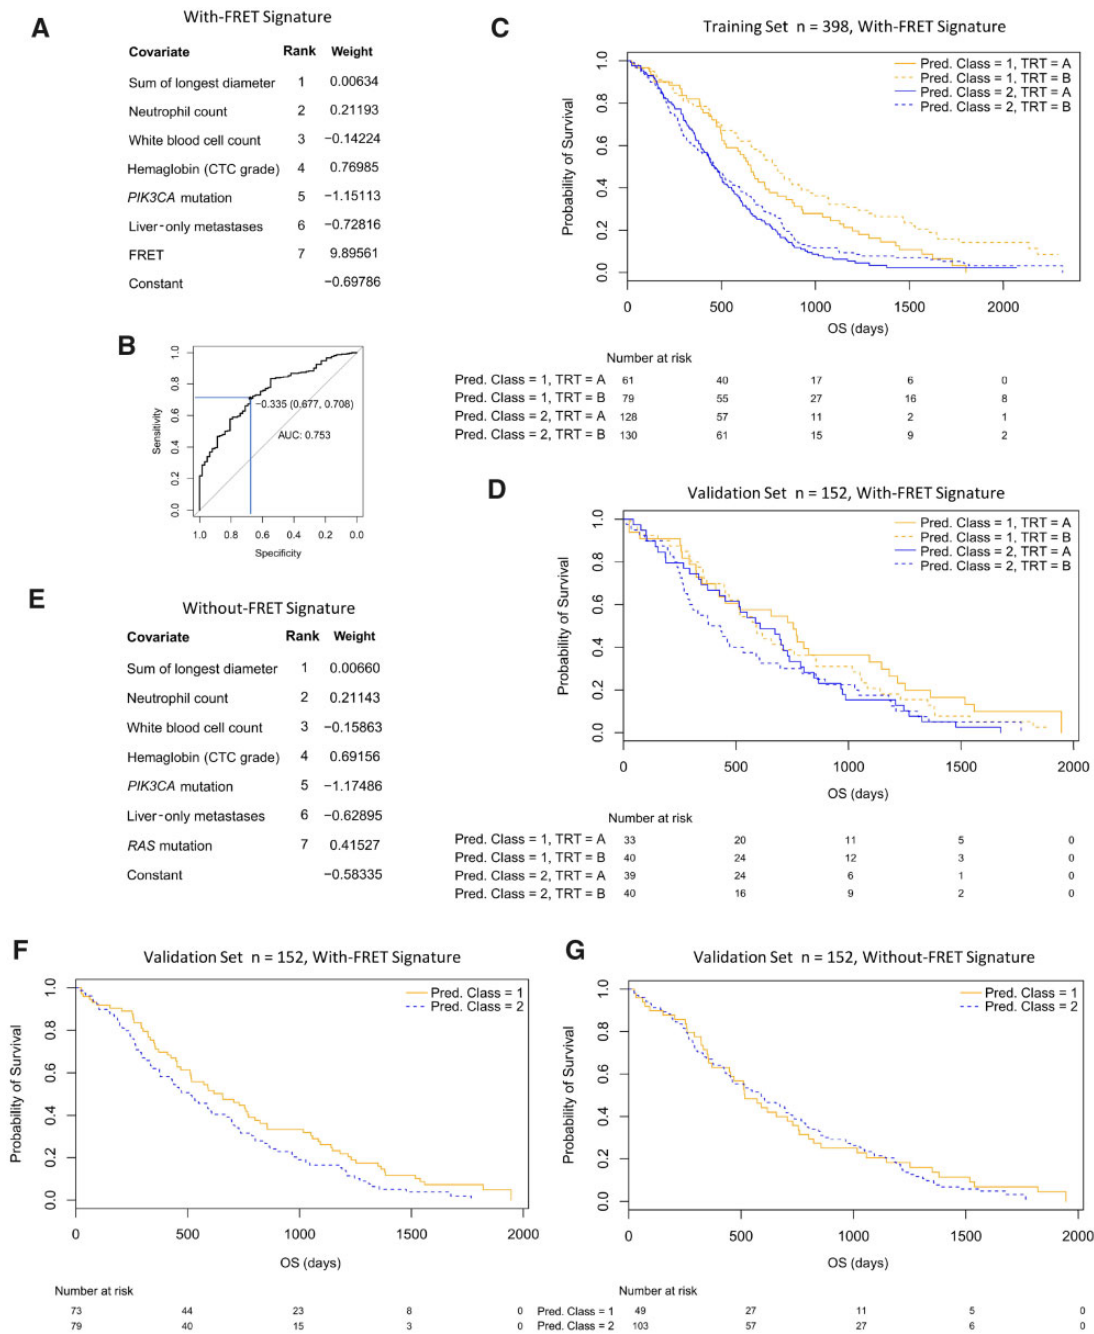 A
With-FRET Signature
Covariate Rank Weight
Sum of longest diameter 1 0.00634
Neutrophil count 2 0.21193
White blood cell count 3 −0.14224
Hemaglobin (CTC grade) 4 0.76985
PIK3CA mutation 5 −1.15113
Liver-only metastases 6 −0.72816
FRET 7 9.89561
Constant −0.69786
B
Sensitivity
1.0
0.8
0.6
0.4
0.2
0.0
−0.335 (0.677, 0.708)
AUC: 0.753
1.0 0.8 0.6 0.4 0.2 0.0
Specificity
C
Training Set n = 398, With-FRET Signature
Pred. Class = 1, TRT = A
Pred. Class = 1, TRT = B
Pred. Class = 2, TRT = A
Pred. Class = 2, TRT = B
Probability of Survival
1.0
0.8
0.6
0.4
0.2
0.0
0 500 1000 1500 2000
OS (days)
Number at risk
Pred. Class = 1, TRT = A 61 40 17 6 0
Pred. Class = 1, TRT = B 79 55 27 16 8
Pred. Class = 2, TRT = A 128 57 11 2 1
Pred. Class = 2, TRT = B 130 61 15 9 2
D
Validation Set n = 152, With-FRET Signature
Pred. Class = 1, TRT = A
Pred. Class = 1, TRT = B
Pred. Class = 2, TRT = A
Pred. Class = 2, TRT = B
Probability of Survival
1.0
0.8
0.6
0.4
0.2
0.0
0 500 1000 1500 2000
OS (days)
Number at risk
Pred. Class = 1, TRT = A 33 20 11 5 0
Pred. Class = 1, TRT = B 40 24 12 3 0
Pred. Class = 2, TRT = A 39 24 6 1 0
Pred. Class = 2, TRT = B 40 16 9 2 0
E
Without-FRET Signature
Covariate Rank Weight
Sum of longest diameter 1 0.00660
Neutrophil count 2 0.21143
White blood cell count 3 −0.15863
Hemaglobin (CTC grade) 4 0.69156
PIK3CA mutation 5 −1.17486
Liver-only metastases 6 −0.62895
RAS mutation 7 0.41527
Constant −0.58335
F
Validation Set n = 152, With-FRET Signature
Pred. Class = 1
Pred. Class = 2
Probability of Survival
1.0
0.8
0.6
0.4
0.2
0.0
0 500 1000 1500 2000
OS (days)
Number at risk
73 44 23 8 0
79 40 15 3 0
G
Validation Set n = 152, Without-FRET Signature
Pred. Class = 1
Pred. Class = 2
Probability of Survival
1.0
0.8
0.6
0.4
0.2
0.0
0 500 1000 1500 2000
OS (days)
Number at risk
Pred. Class = 1 49 27 11 5 0
Pred. Class = 2 103 57 27 6 0